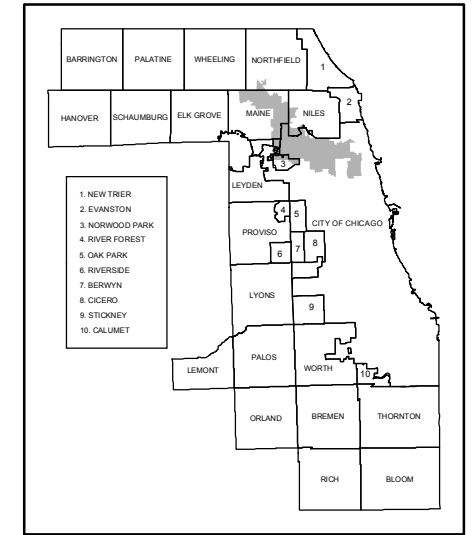 BARRINGTON PALATINE WHEELING NORTHFIELD 1
HANOVER SCHAUMBURG ELK GROVE MAINE NILES 2
3
LEYDEN
1. NEW TRIER
2. EVANSTON
3. NORWOOD PARK
4. RIVER FOREST
5. OAK PARK
6. RIVERSIDE
7. BERWYN
8. CICERO
9. STICKNEY
10. CALUMET
4 5 CITY OF CHICAGO
PROVISO
6 7 8
LYONS
9
LEMONT PALOS WORTH 10
ORLAND BREMEN THORNTON
RICH BLOOM